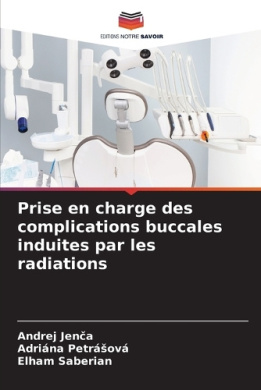 EDITIONS NOTRE SAVOIR
Prise en charge des
complications buccales
induites par les
radiations
Andrej Jenča
Adriána Petrášová
Elham Saberian